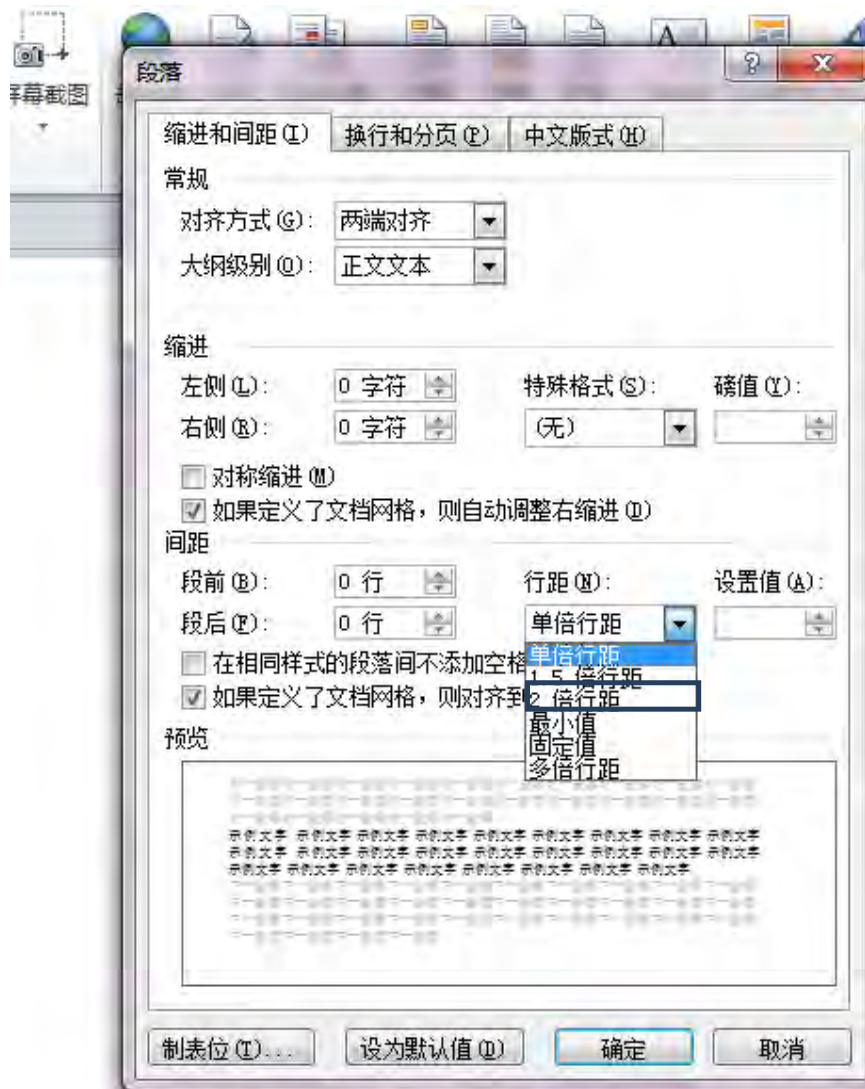 A
屏幕截图
段落
缩进和间距(I) 换行和分页(P) 中文版式(H)
常规
对齐方式(G): 两端对齐
大纲级别(O): 正文文本
缩进
左侧(L): 0 字符 特殊格式(S): 磅值(Y):
右侧(R): 0 字符 (无)
对称缩进(M)
如果定义了文档网格，则自动调整右缩进(D)
间距
段前(B): 0 行 行距(N): 设置值(A):
段后(F): 0 行 单倍行距
单倍行距
在相同样式的段落间不添加空格
1.5 倍行距
如果定义了文档网格，则对齐到
2 倍行距
最小值
固定值
多倍行距
预览
示例文字 示例文字 示例文字 示例文字 示例文字 示例文字 示例文字 示例文字 示例文字
示例文字 示例文字 示例文字 示例文字 示例文字 示例文字 示例文字 示例文字 示例文字
示例文字 示例文字 示例文字 示例文字 示例文字 示例文字 示例文字 示例文字
制表位(T)... 设为默认值(D) 确定 取消